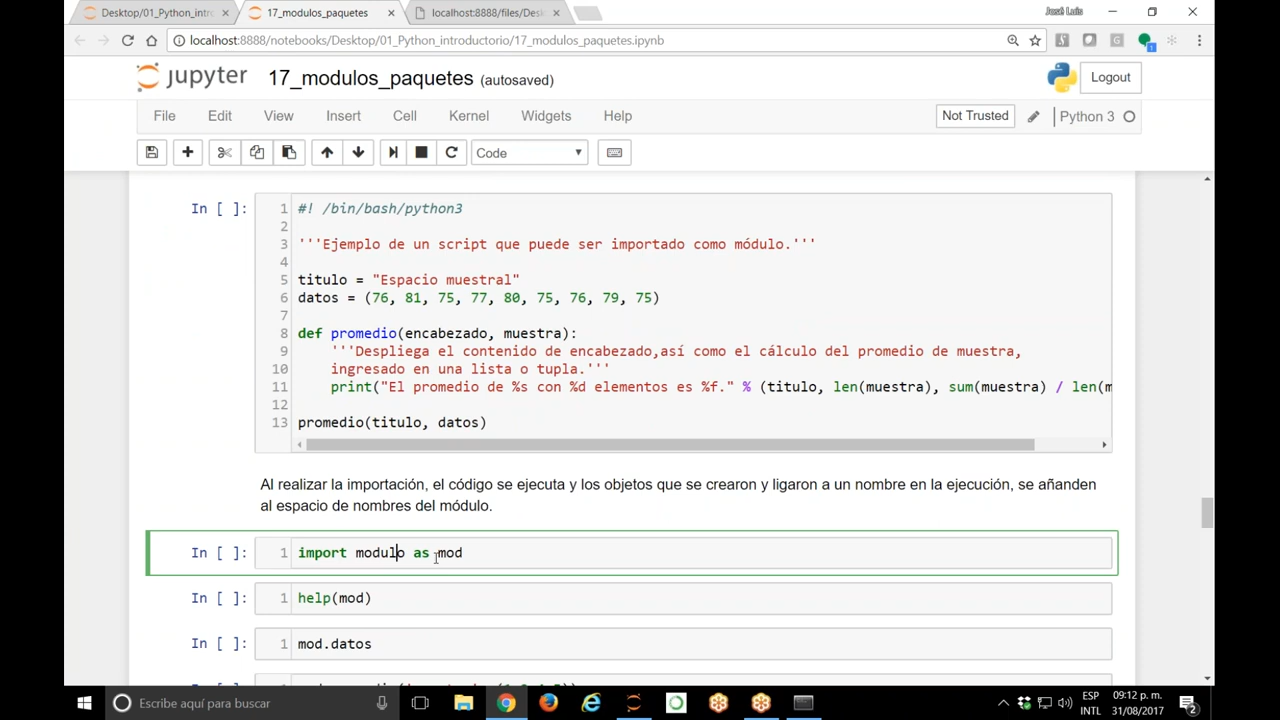 Desktop/01_Python_intro
17_modulos_paquetes
localhost:8888/files/Desk
José Luis
localhost:8888/notebooks/Desktop/01_Python_introductorio/17_modulos_paquetes.ipynb
jupyter 17_modulos_paquetes (autosaved)
Logout
File Edit View Insert Cell Kernel Widgets Help
Not Trusted
Python 3
Code
In [ ]:
1 #! /bin/bash/python3
2
3 '''Ejemplo de un script que puede ser importado como módulo.'''
4
5 titulo = "Espacio muestral"
6 datos = (76, 81, 75, 77, 80, 75, 76, 79, 75)
7
8 def promedio(encabezado, muestra):
9 '''Despliega el contenido de encabezado,así como el cálculo del promedio de muestra,
10 ingresado en una lista o tupla.'''
11 print("El promedio de %s con %d elementos es %f." % (titulo, len(muestra), sum(muestra) / len(m
12
13 promedio(titulo, datos)
Al realizar la importación, el código se ejecuta y los objetos que se crearon y ligaron a un nombre en la ejecución, se añanden
al espacio de nombres del módulo.
In [ ]: 1 import modulo as mod
In [ ]: 1 help(mod)
In [ ]: 1 mod.datos
Escribe aquí para buscar
ESP
INTL
09:12 p. m.
31/08/2017
2